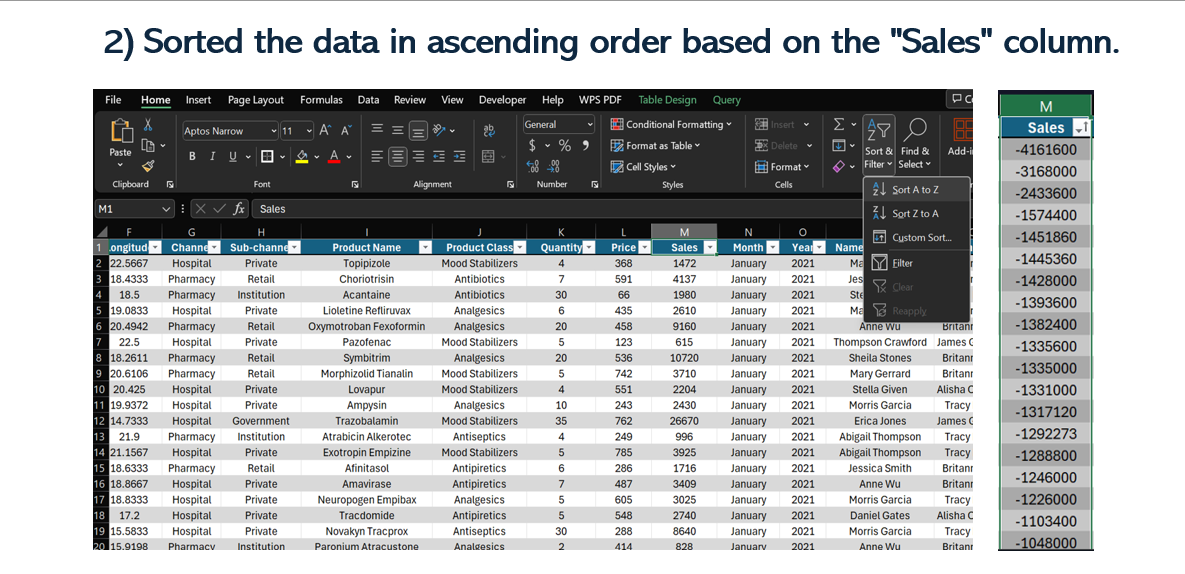 2) Sorted the data in ascending order based on the "Sales" column.
File Home Insert Page Layout Formulas Data Review View Developer Help WPS PDF Table Design Query
Paste
Clipboard
Aptos Narrow 11 A A
B I U A
Font
ab
Alignment
General
$ % ,
Number
Conditional Formatting
Format as Table
Cell Styles
Styles
Insert
Delete
Format
Cells
Sort & Filter
Find & Select
Add-i
Sort A to Z
Sort Z to A
Custom Sort...
Filter
Clear
Reapply
M1 fx Sales
F G H I J K L M N O
1 .ongitud Channe Sub-channe Product Name Product Class Quantity Price Sales Month Year Name
2 22.5667 Hospital Private Topipizole Mood Stabilizers 4 368 1472 January 2021 Ma
3 18.4333 Pharmacy Retail Choriotrisin Antibiotics 7 591 4137 January 2021 Jes
4 18.5 Pharmacy Institution Acantaine Antibiotics 30 66 1980 January 2021 Ste
5 19.0833 Hospital Private Lioletine Refliruvax Analgesics 6 435 2610 January 2021 Ma
6 20.4942 Pharmacy Retail Oxymotroban Fexoformin Analgesics 20 458 9160 January 2021 Anne Wu Britann
7 22.5 Hospital Private Pazofenac Mood Stabilizers 5 123 615 January 2021 Thompson Crawford James G
8 18.2611 Pharmacy Retail Symbitrim Analgesics 20 536 10720 January 2021 Sheila Stones Britann
9 20.6106 Pharmacy Retail Morphizolid Tianalin Mood Stabilizers 5 742 3710 January 2021 Mary Gerrard Britann
10 20.425 Hospital Private Lovapur Mood Stabilizers 4 551 2204 January 2021 Stella Given Alisha C
11 19.9372 Hospital Private Ampysin Analgesics 10 243 2430 January 2021 Morris Garcia Tracy
12 14.7333 Hospital Government Trazobalamin Mood Stabilizers 35 762 26670 January 2021 Erica Jones James G
13 21.9 Pharmacy Institution Atrabicin Alkerotec Antiseptics 4 249 996 January 2021 Abigail Thompson Tracy
14 21.1567 Hospital Private Exotropin Empizine Mood Stabilizers 5 785 3925 January 2021 Abigail Thompson Tracy
15 18.6333 Pharmacy Retail Afinitasol Antipiretics 6 286 1716 January 2021 Jessica Smith Britann
16 18.8667 Hospital Private Amavirase Antipiretics 7 487 3409 January 2021 Anne Wu Britann
17 18.8333 Hospital Private Neuropogen Empibax Analgesics 5 605 3025 January 2021 Morris Garcia Tracy
18 17.2 Hospital Private Tracdomide Antipiretics 5 548 2740 January 2021 Daniel Gates Alisha C
19 15.5833 Hospital Private Novakyn Tracprox Antiseptics 30 288 8640 January 2021 Morris Garcia Tracy
20 15.9198 Pharmacy Institution Paronium Atracustone Analgesics 2 414 828 January 2021 Anne Wu Britann
M
Sales
-4161600
-3168000
-2433600
-1574400
-1451860
-1445360
-1428000
-1393600
-1382400
-1335600
-1335000
-1331000
-1317120
-1292273
-1288800
-1246000
-1226000
-1103400
-1048000